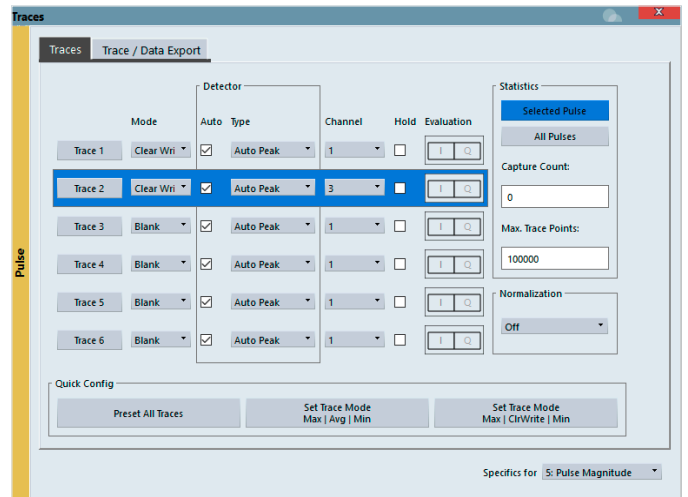 Traces
X
Traces Trace / Data Export
Detector Statistics
Selected Pulse
Mode Auto Type Channel Hold Evaluation
All Pulses
Trace 1 Clear Wri Auto Peak 1 I Q
Capture Count:
Trace 2 Clear Wri Auto Peak 3 I Q
0
Trace 3 Blank Auto Peak 1 I Q
Max. Trace Points:
Trace 4 Blank Auto Peak 1 I Q
100000
Trace 5 Blank Auto Peak 1 I Q
Normalization
Off
Trace 6 Blank Auto Peak 1 I Q
Pulse
Quick Config
Preset All Traces
Set Trace Mode
Max | Avg | Min
Set Trace Mode
Max | ClrWrite | Min
Specifics for 5: Pulse Magnitude